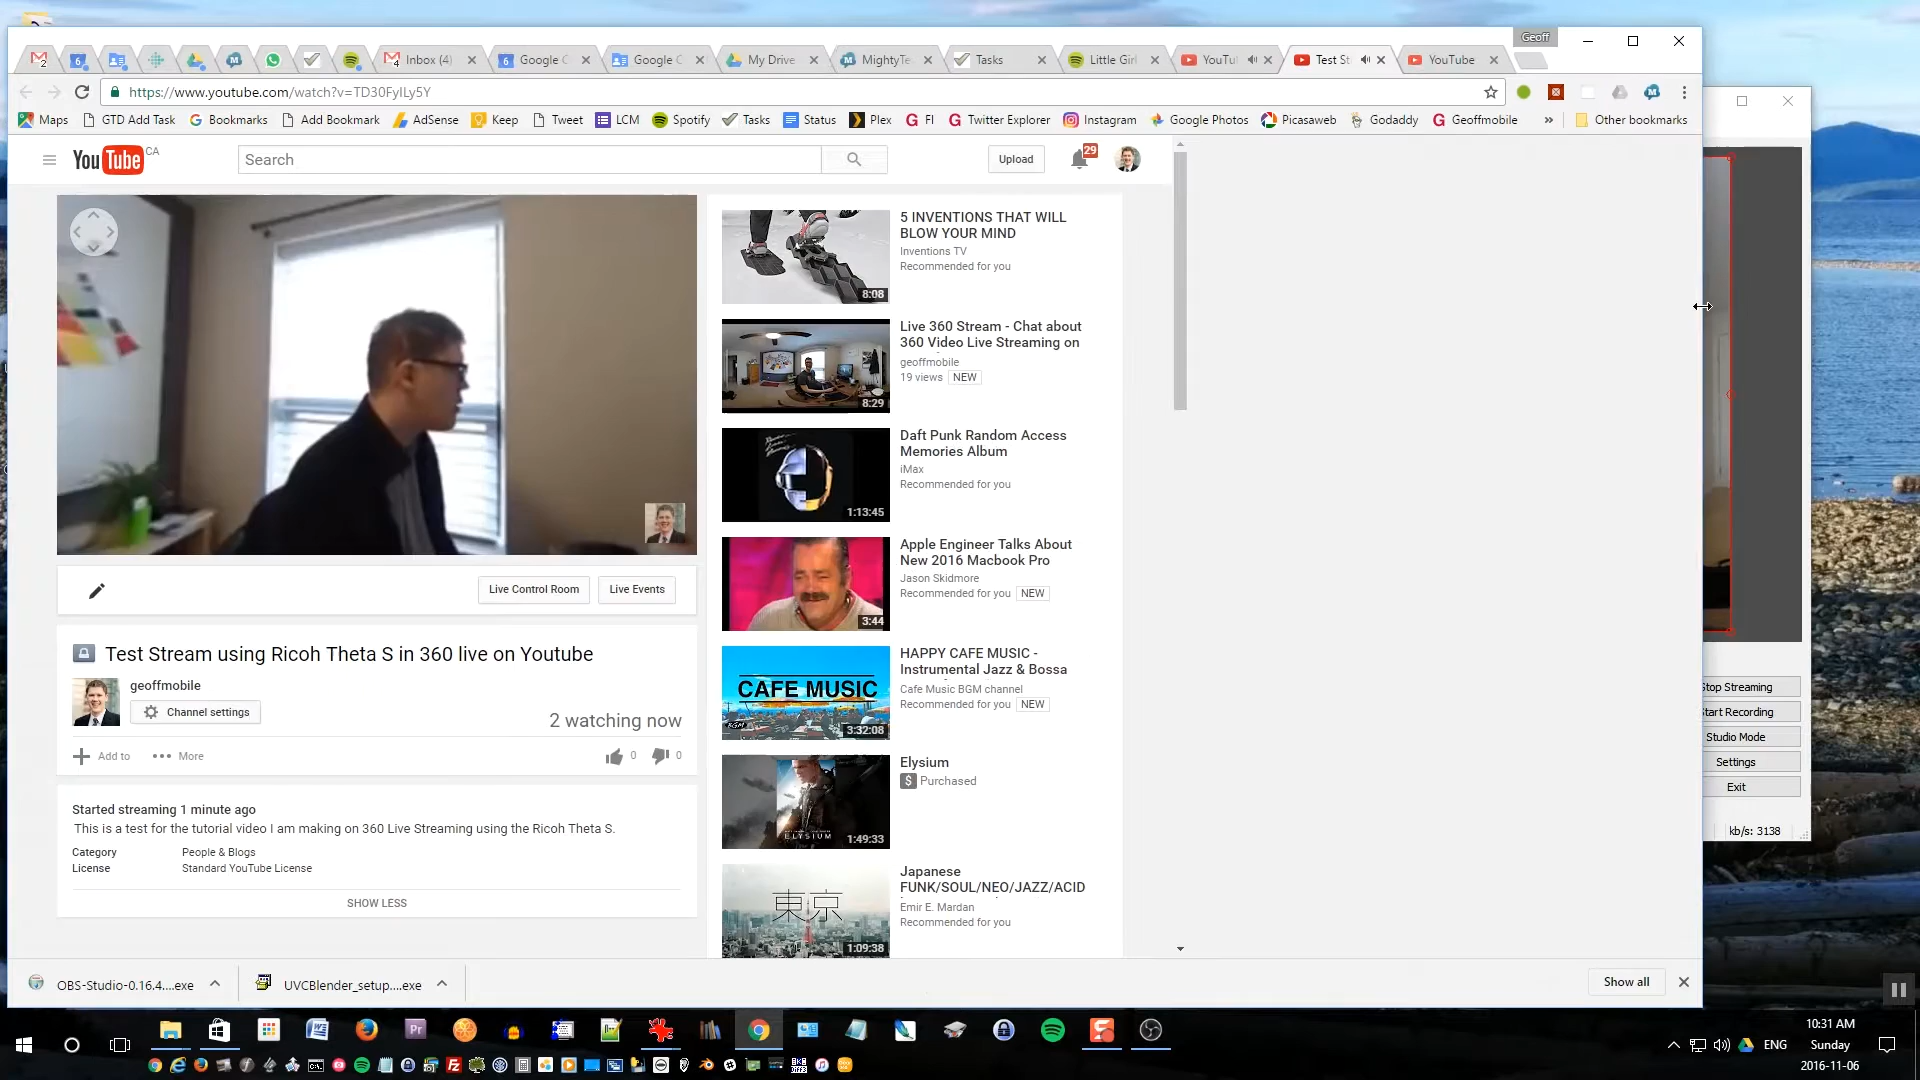 Geoff
2
6
Inbox (4)
Google C
Google C
My Drive
MightyTe
Tasks
Little Girl
YouTu
Test St
YouTube
https://www.youtube.com/watch?v=TD30FyILy5Y
Maps
GTD Add Task
Bookmarks
Add Bookmark
AdSense
Keep
Tweet
LCM
Spotify
Tasks
Status
Plex
FI
Twitter Explorer
Instagram
Google Photos
Picasaweb
Godaddy
Geoffmobile
Other bookmarks
YouTube CA
Search
Upload
29
5 INVENTIONS THAT WILL
BLOW YOUR MIND
Inventions TV
Recommended for you
8:08
Live 360 Stream - Chat about
360 Video Live Streaming on
geoffmobile
19 views NEW
8:29
Daft Punk Random Access
Memories Album
iMax
Recommended for you
1:13:45
Apple Engineer Talks About
New 2016 Macbook Pro
Jason Skidmore
Recommended for you NEW
3:44
HAPPY CAFE MUSIC -
Instrumental Jazz & Bossa
Cafe Music BGM channel
Recommended for you NEW
CAFE MUSIC
BGM
3:32:08
Elysium
$ Purchased
ELYSIUM
1:49:33
Japanese
FUNK/SOUL/NEO/JAZZ/ACID
Emir E. Mardan
Recommended for you
東京
1:09:38
Live Control Room
Live Events
Test Stream using Ricoh Theta S in 360 live on Youtube
geoffmobile
Channel settings
2 watching now
Add to
More
0
0
Started streaming 1 minute ago
This is a test for the tutorial video I am making on 360 Live Streaming using the Ricoh Theta S.
Category People & Blogs
License Standard YouTube License
SHOW LESS
Stop Streaming
Start Recording
Studio Mode
Settings
Exit
kb/s: 3138
OBS-Studio-0.16.4....exe
UVCBlender_setup....exe
Show all
Pr
ENG
10:31 AM
Sunday
2016-11-06